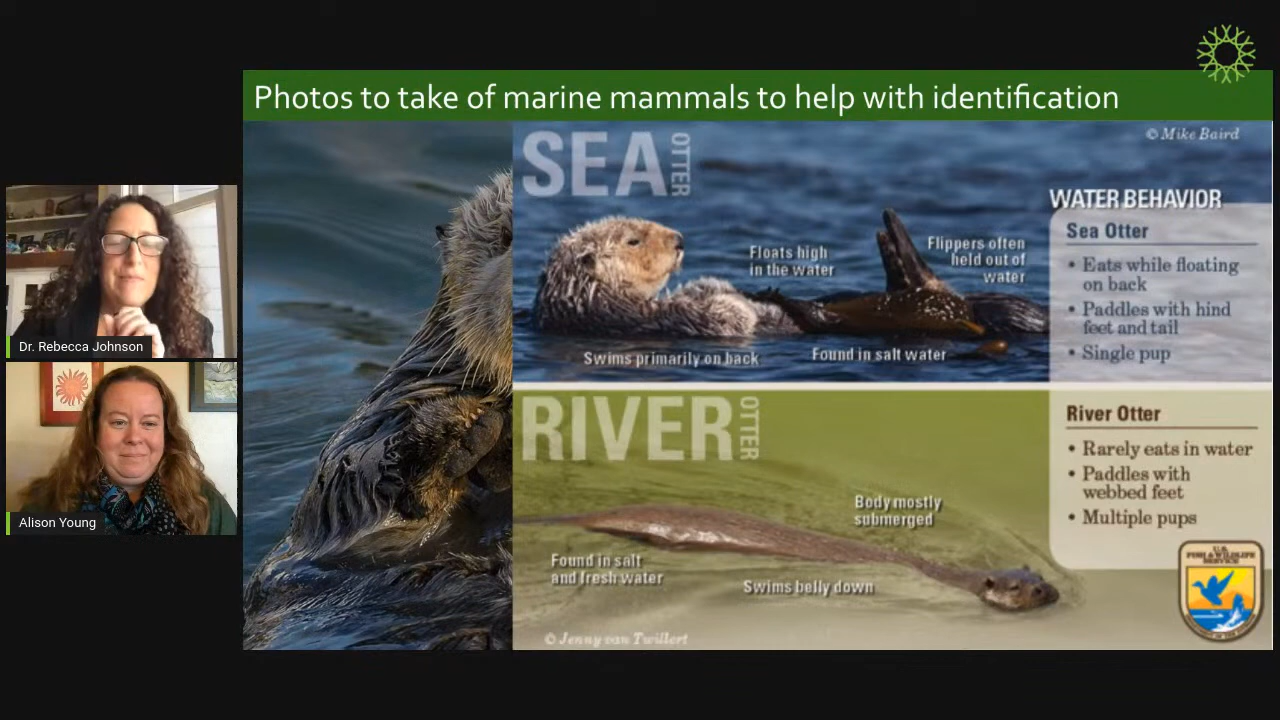 Photos to take of marine mammals to help with identification
Dr. Rebecca Johnson
Alison Young
SEA
OTTER
© Mike Baird
Floats high
in the water
Flippers often
held out of
water
Swims primarily on back
Found in salt water
WATER BEHAVIOR
Sea Otter
• Eats while floating
on back
• Paddles with hind
feet and tail
• Single pup
RIVER
OTTER
Body mostly
submerged
Found in salt
and fresh water
Swims belly down
© Jenny van Twillert
River Otter
• Rarely eats in water
• Paddles with
webbed feet
• Multiple pups
U.S.
FISH & WILDLIFE
SERVICE